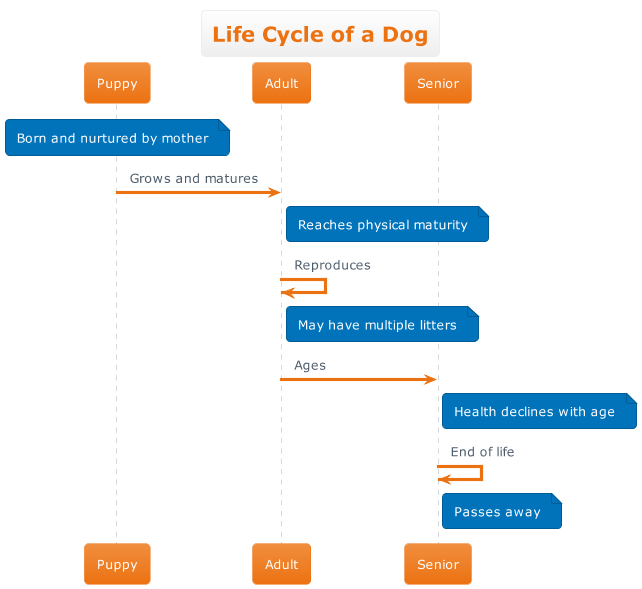 Life Cycle of a Dog
Puppy
Adult
Senior
Born and nurtured by mother
Grows and matures
Reaches physical maturity
Reproduces
May have multiple litters
Ages
Health declines with age
End of life
Passes away
Puppy
Adult
Senior